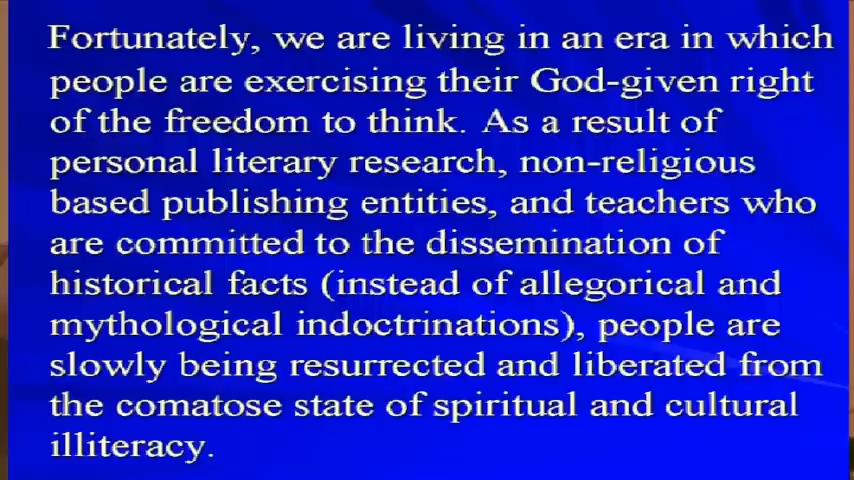 Fortunately, we are living in an era in which
people are exercising their God-given right
of the freedom to think. As a result of
personal literary research, non-religious
based publishing entities, and teachers who
are committed to the dissemination of
historical facts (instead of allegorical and
mythological indoctrinations), people are
slowly being resurrected and liberated from
the comatose state of spiritual and cultural
illiteracy.